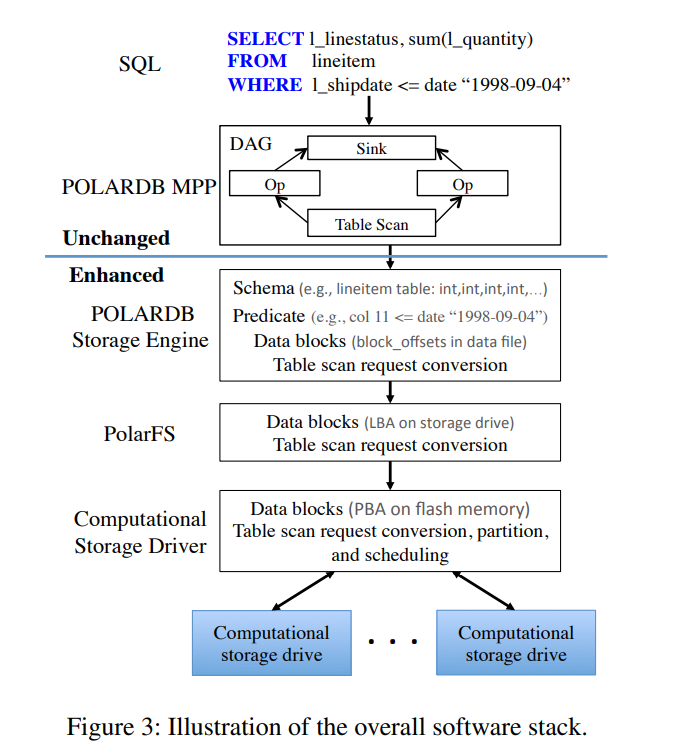 SQL
SELECT l_linestatus, sum(l_quantity)
FROM lineitem
WHERE l_shipdate <= date “1998-09-04”
POLARDB MPP
DAG
Sink
Op
Op
Table Scan
Unchanged
Enhanced
POLARDB
Storage Engine
Schema (e.g., lineitem table: int,int,int,int,...)
Predicate (e.g., col 11 <= date “1998-09-04”)
Data blocks (block_offsets in data file)
Table scan request conversion
PolarFS
Data blocks (LBA on storage drive)
Table scan request conversion
Computational
Storage Driver
Data blocks (PBA on flash memory)
Table scan request conversion, partition,
and scheduling
Computational
storage drive
. . .
Computational
storage drive
Figure 3: Illustration of the overall software stack.